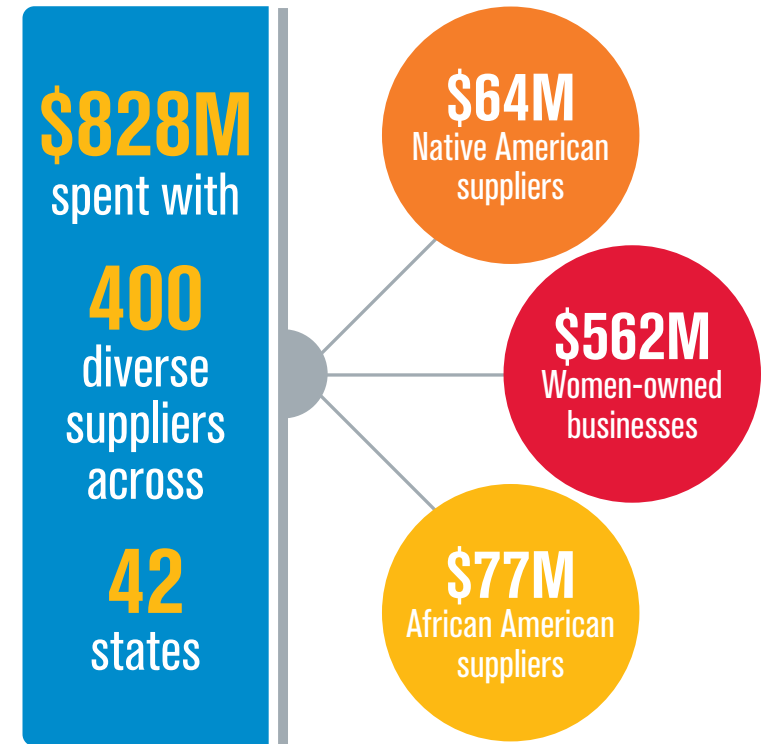 $828M
spent with
400
diverse
suppliers
across
42
states
$64M
Native American
suppliers
$562M
Women-owned
businesses
$77M
African American
suppliers